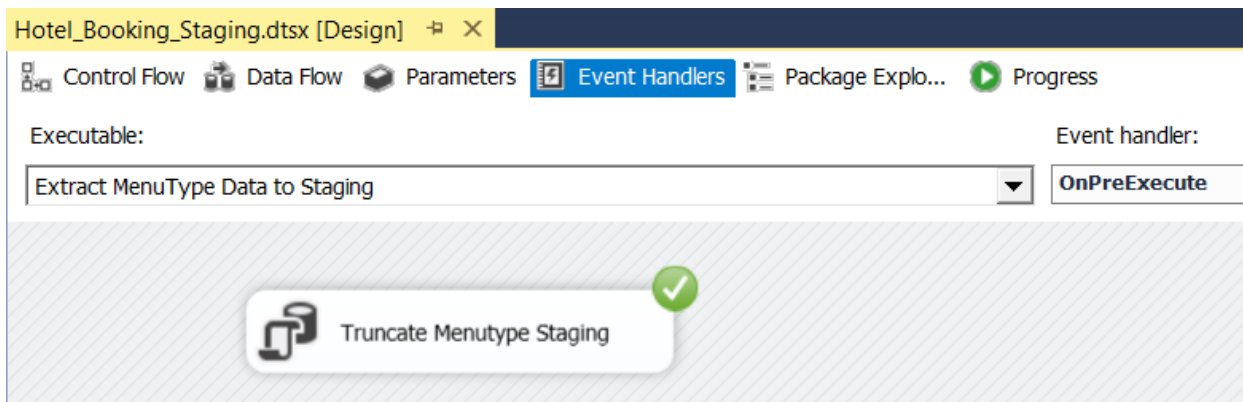 Hotel_Booking_Staging.dtsx [Design]
Control Flow Data Flow Parameters Event Handlers Package Explo... Progress
Executable: Event handler:
Extract MenuType Data to Staging OnPreExecute
Truncate Menutype Staging